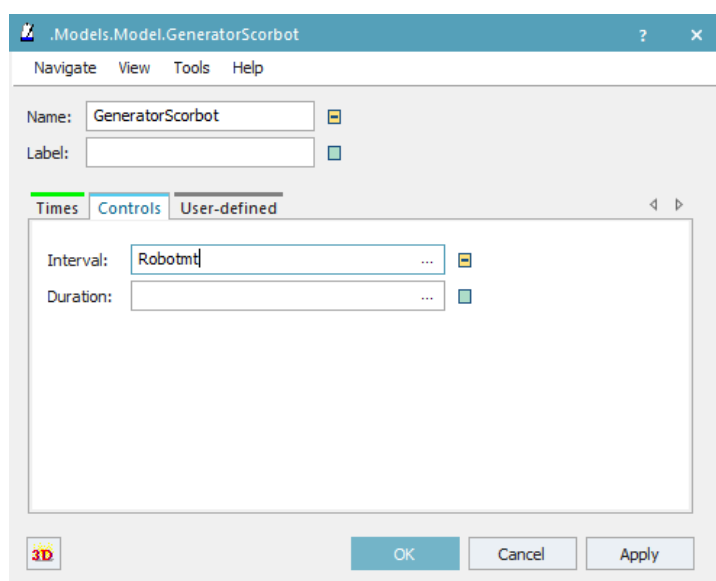 .Models.Model.GeneratorScorbot ? ×
Navigate View Tools Help
Name: GeneratorScorbot
Label:
Times Controls User-defined
Interval: Robotmt ...
Duration: ...
3D OK Cancel Apply